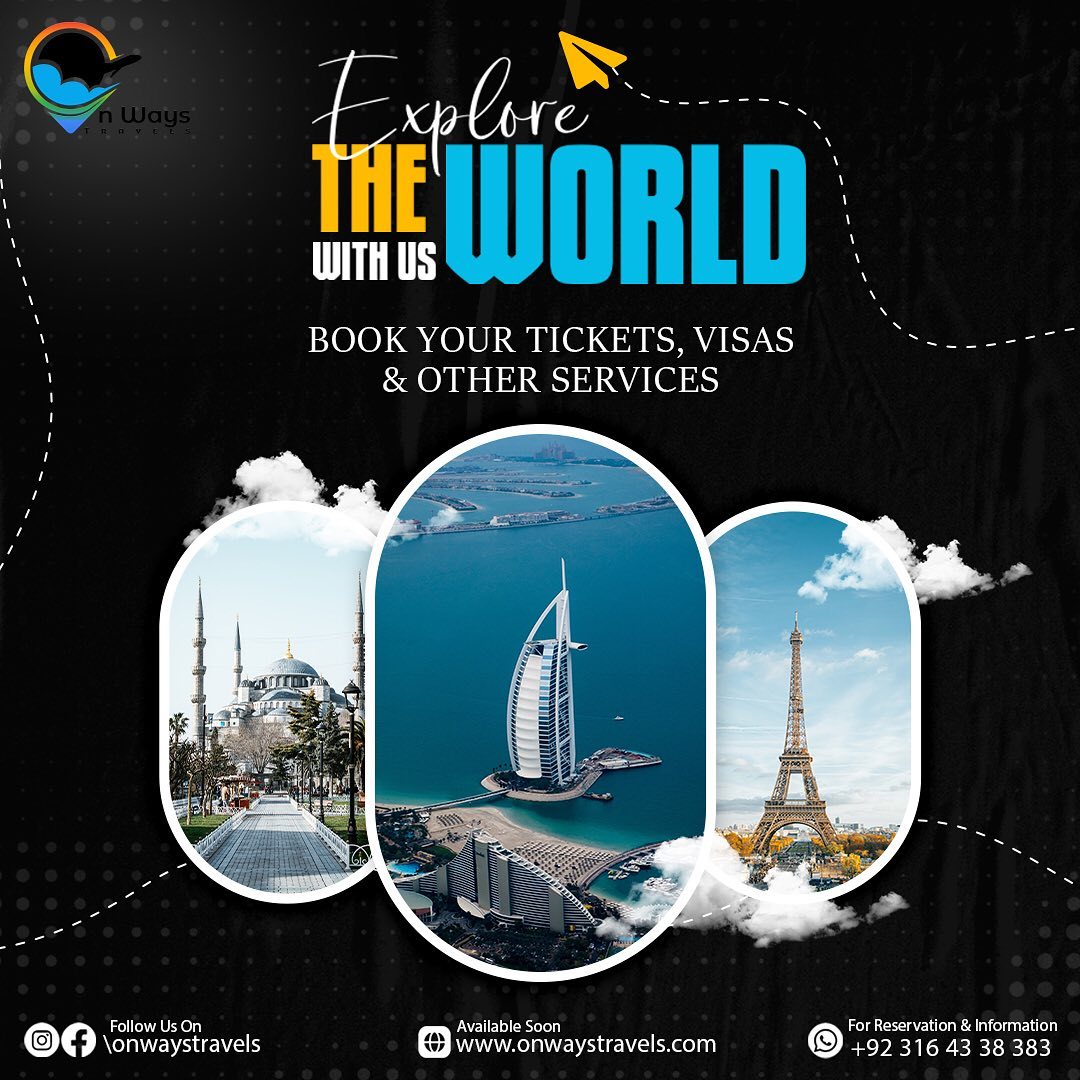 n Ways
TRAVELS
Explore
THE WORLD
WITH US
BOOK YOUR TICKETS, VISAS
& OTHER SERVICES
Follow Us On
\onwaystravels
Available Soon
www.onwaystravels.com
For Reservation & Information
+92 316 43 38 383